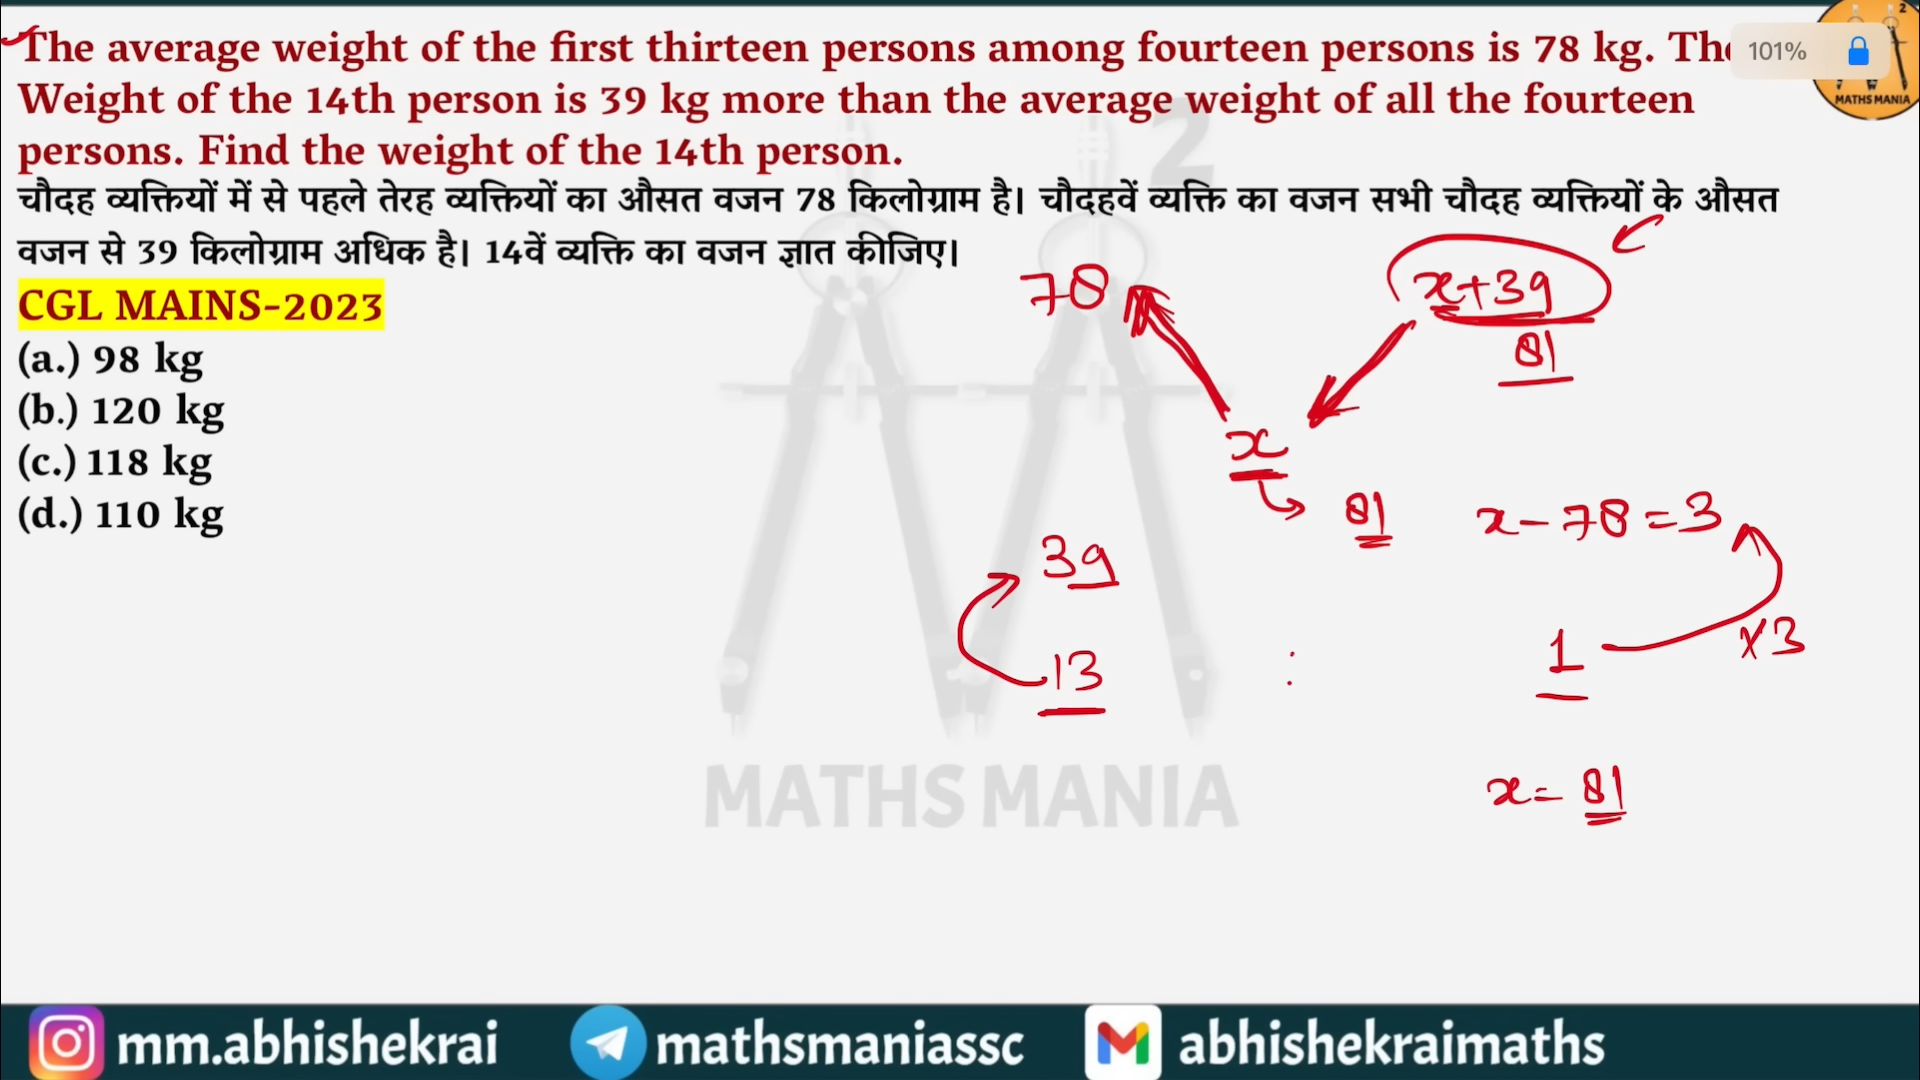 The average weight of the first thirteen persons among fourteen persons is 78 kg. The
Weight of the 14th person is 39 kg more than the average weight of all the fourteen
persons. Find the weight of the 14th person.
चौदह व्यक्तियों में से पहले तेरह व्यक्तियों का औसत वजन 78 किलोग्राम है। चौदहवें व्यक्ति का वजन सभी चौदह व्यक्तियों के औसत
वजन से 39 किलोग्राम अधिक है। 14वें व्यक्ति का वजन ज्ञात कीजिए।
CGL MAINS-2023
(a.) 98 kg
(b.) 120 kg
(c.) 118 kg
(d.) 110 kg
101%
2
MATHS MANIA
2
78
x+39
81
x
81
x-78=3
39
13
:
1
x3
x=81
MATHS MANIA
mm.abhishekrai
mathsmaniassc
abhishekraimaths